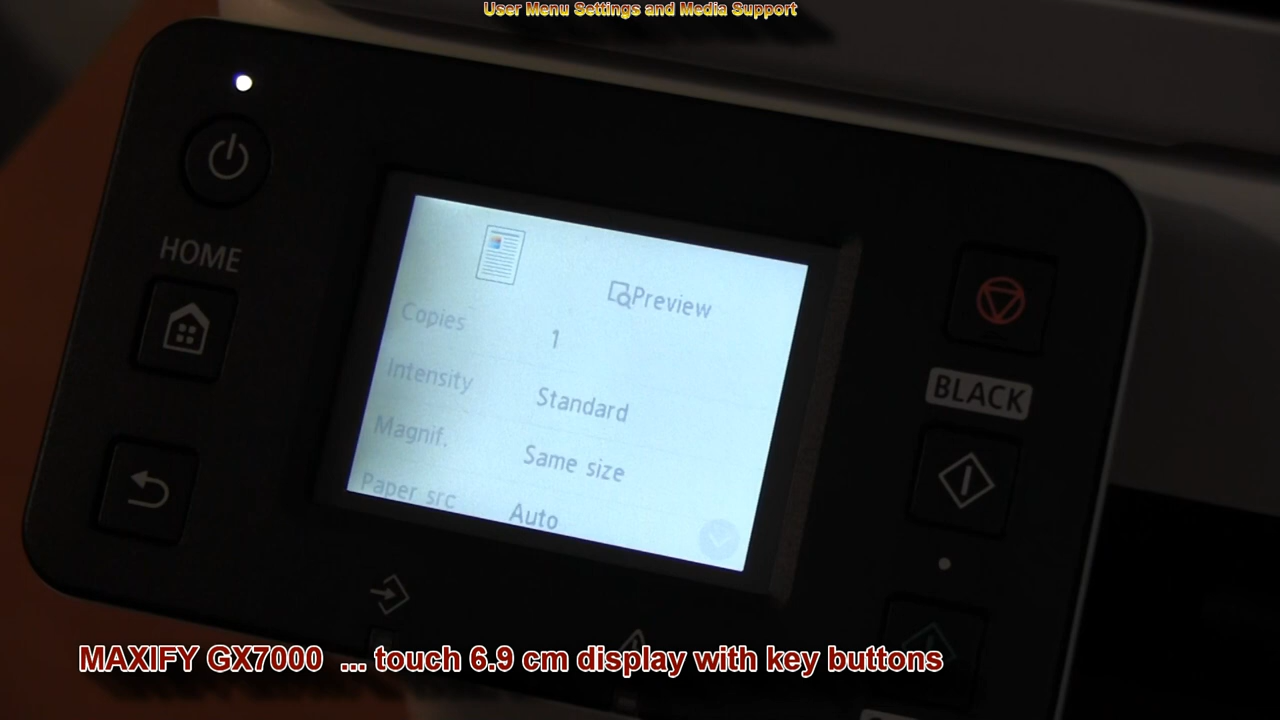 User Menu Settings and Media Support
HOME
Preview
Copies
1
Intensity
Standard
Magnif.
Same size
Paper src
Auto
BLACK
MAXIFY GX7000 ... touch 6.9 cm display with key buttons